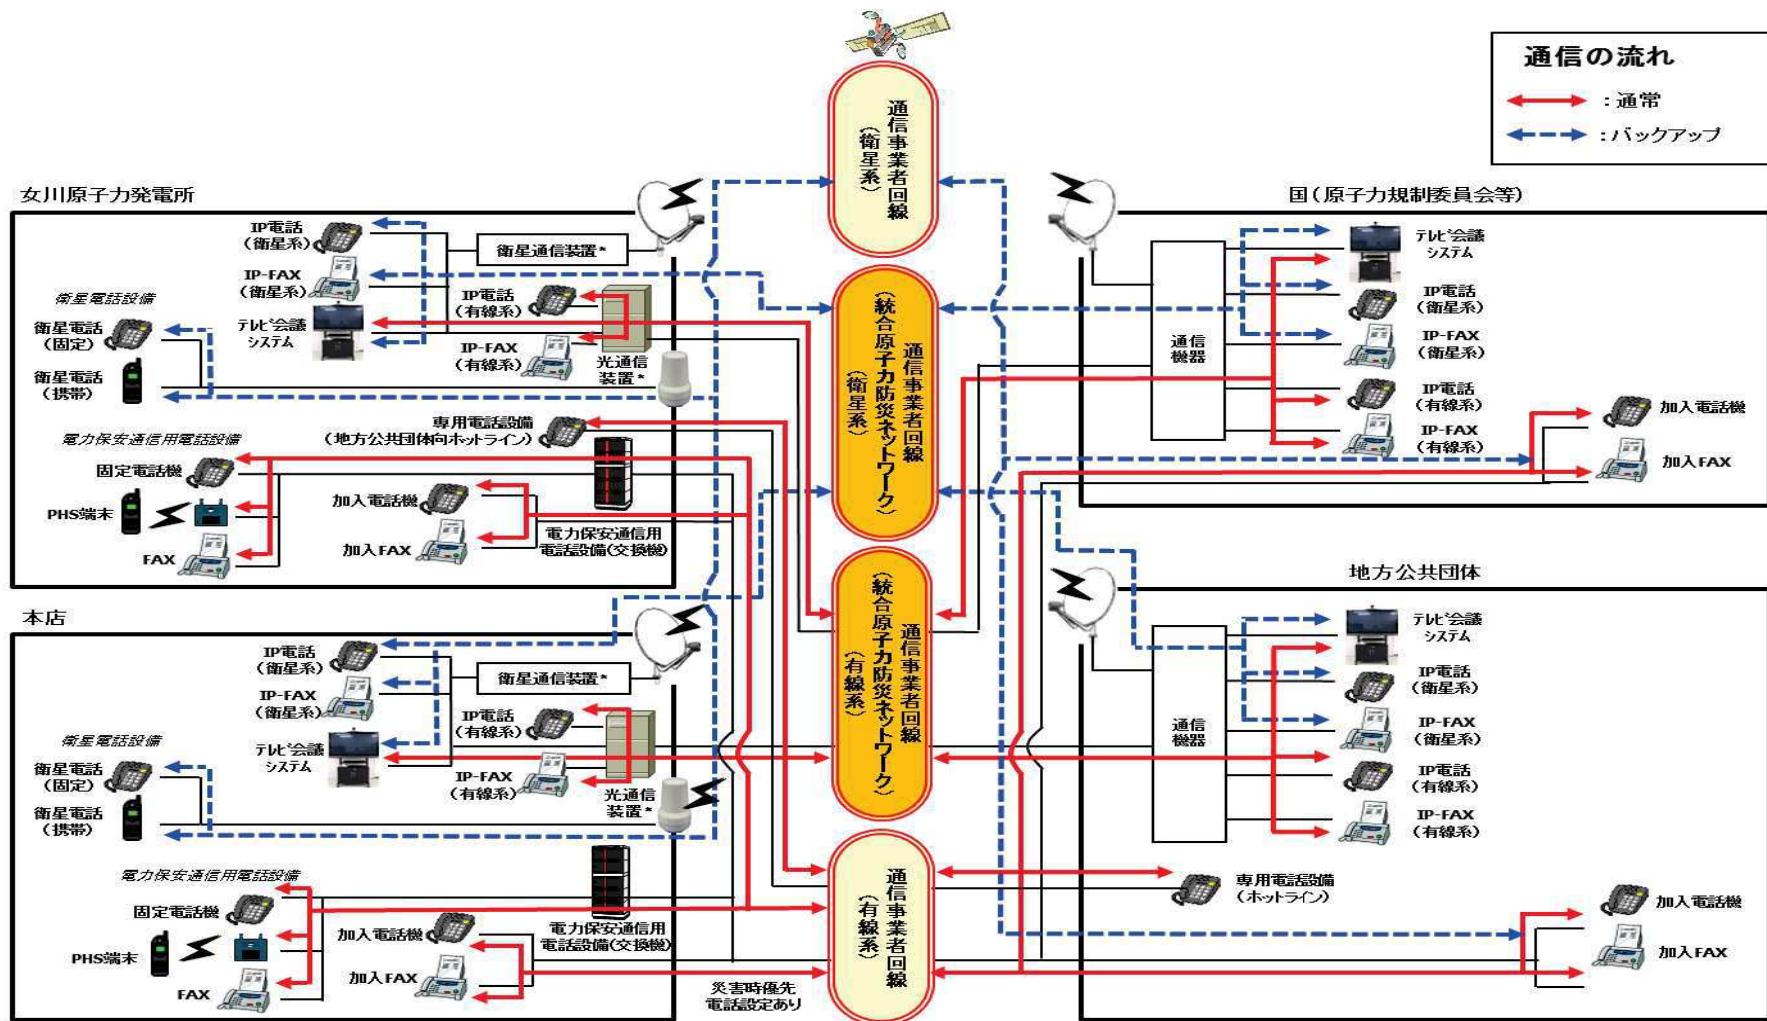 通信の流れ
：通常
：バックアップ
通信事業者回線
（衛星系）
通信事業者回線
（統合原子力防災ネットワーク）
（衛星系）
通信事業者回線
（統合原子力防災ネットワーク）
（有線系）
通信事業者回線
（有線系）
女川原子力発電所
IP電話
（衛星系）
衛星通信装置*
IP-FAX
（衛星系）
IP電話
（有線系）
衛星電話設備
衛星電話
（固定）
テレビ会議
システム
IP-FAX
（有線系）
光通信
装置*
衛星電話
（携帯）
専用電話設備
（地方公共団体向ホットライン）
電力保安通信用電話設備
固定電話機
PHS端末
FAX
加入電話機
加入FAX
電力保安通信用
電話設備(交換機)
本店
IP電話
（衛星系）
衛星通信装置*
IP-FAX
（衛星系）
IP電話
（有線系）
衛星電話設備
衛星電話
（固定）
テレビ会議
システム
IP-FAX
（有線系）
光通信
装置*
衛星電話
（携帯）
電力保安通信用電話設備
固定電話機
PHS端末
FAX
加入電話機
加入FAX
電力保安通信用
電話設備(交換機)
災害時優先
電話設定あり
国（原子力規制委員会等）
通信
機器
テレビ会議
システム
IP電話
（衛星系）
IP-FAX
（衛星系）
IP電話
（有線系）
IP-FAX
（有線系）
加入電話機
加入FAX
地方公共団体
通信
機器
テレビ会議
システム
IP電話
（衛星系）
IP-FAX
（衛星系）
IP電話
（有線系）
IP-FAX
（有線系）
専用電話設備
（ホットライン）
加入電話機
加入FAX